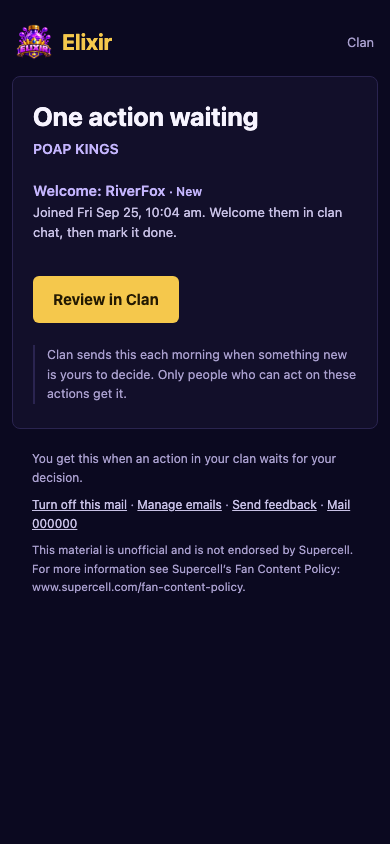 ELIXIR
Elixir
Clan
One action waiting
POAP KINGS
Welcome: RiverFox · New
Joined Fri Sep 25, 10:04 am. Welcome them in clan
chat, then mark it done.
Review in Clan
Clan sends this each morning when something new
is yours to decide. Only people who can act on these
actions get it.
You get this when an action in your clan waits for your
decision.
Turn off this mail · Manage emails · Send feedback · Mail
000000
This material is unofficial and is not endorsed by Supercell.
For more information see Supercell's Fan Content Policy:
www.supercell.com/fan-content-policy.